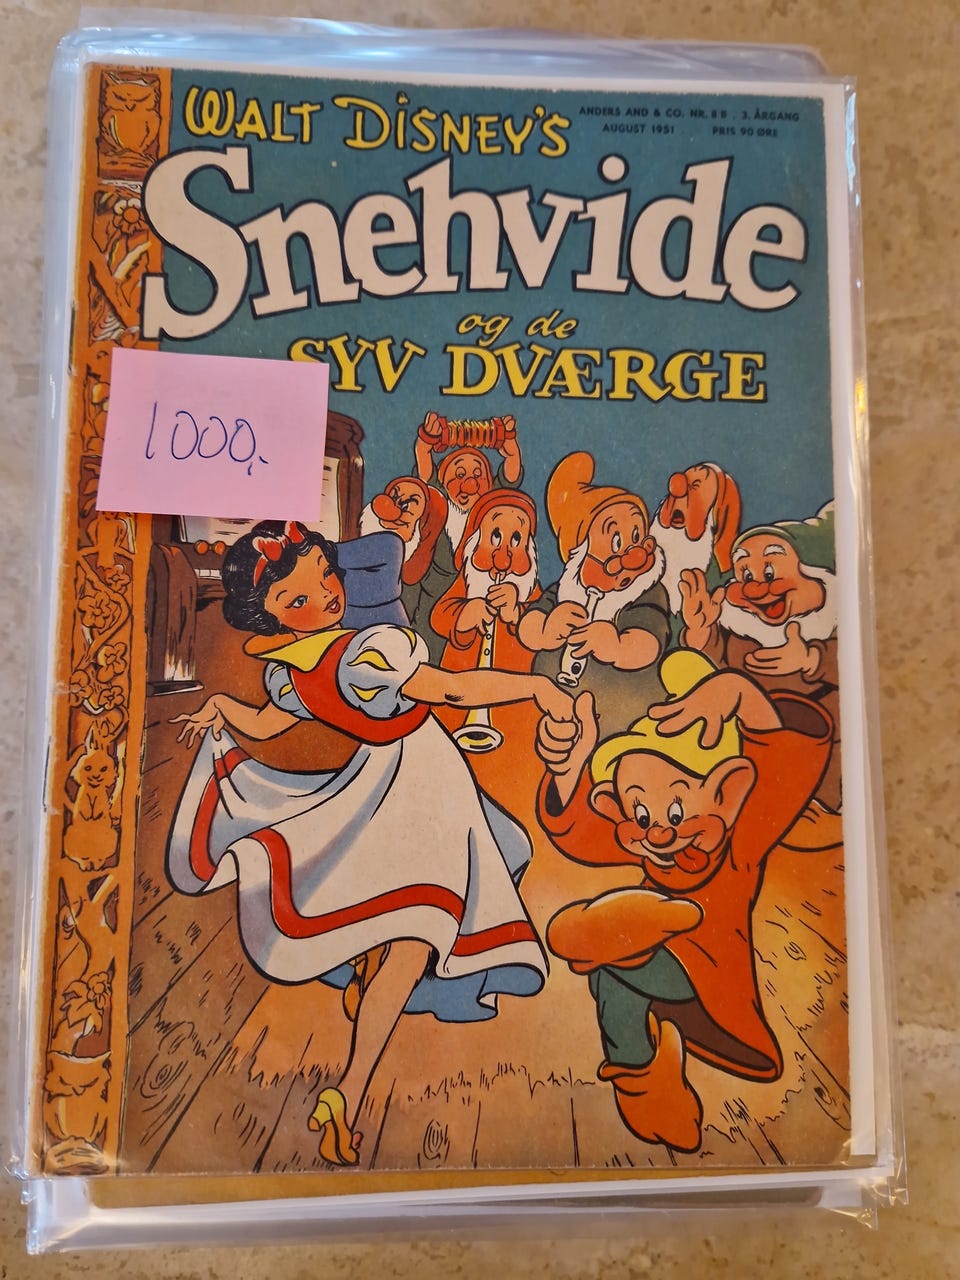 WALT DISNEY'S
ANDERS AND & CO. NR. 8 B . 3. ÅRGANG
AUGUST 1951 PRIS 90 ØRE
Snehvide
og de
SYV DVÆRGE
1000,-